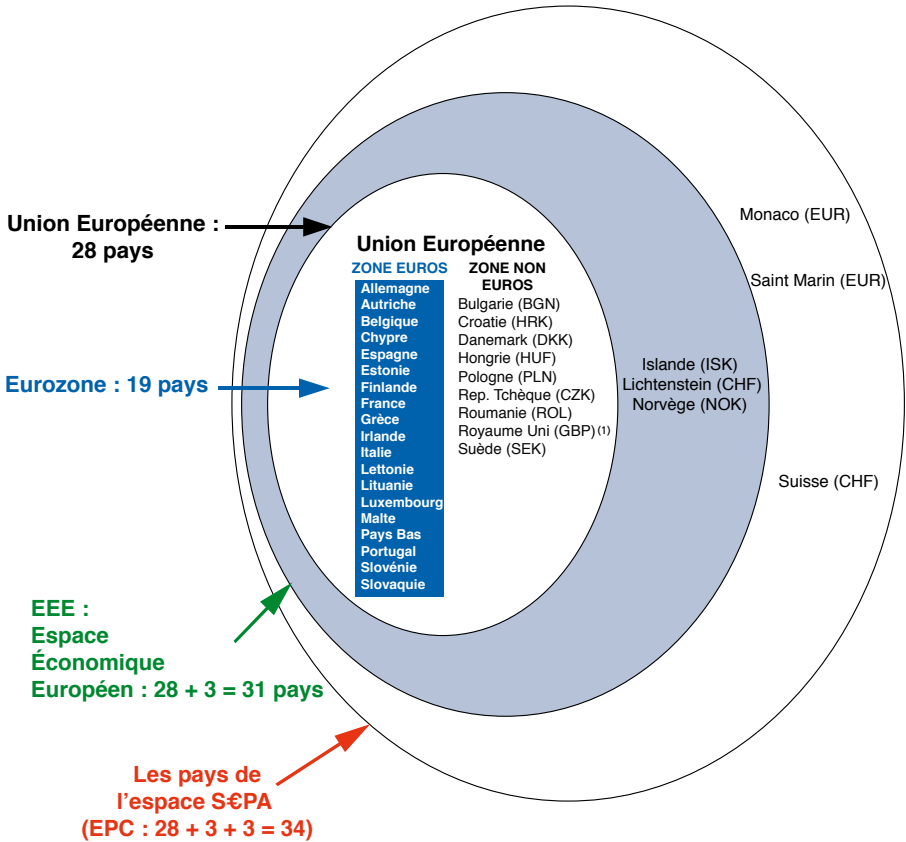 Union Européenne :
28 pays
Eurozone : 19 pays
EEE :
Espace
Économique
Européen : 28 + 3 = 31 pays
Les pays de
l'espace S€PA
(EPC : 28 + 3 + 3 = 34)
Union Européenne
ZONE EUROS
Allemagne
Autriche
Belgique
Chypre
Espagne
Estonie
Finlande
France
Grèce
Irlande
Italie
Lettonie
Lituanie
Luxembourg
Malte
Pays Bas
Portugal
Slovénie
Slovaquie
ZONE NON
EUROS
Bulgarie (BGN)
Croatie (HRK)
Danemark (DKK)
Hongrie (HUF)
Pologne (PLN)
Rep. Tchèque (CZK)
Roumanie (ROL)
Royaume Uni (GBP)(1)
Suède (SEK)
Islande (ISK)
Lichtenstein (CHF)
Norvège (NOK)
Monaco (EUR)
Saint Marin (EUR)
Suisse (CHF)